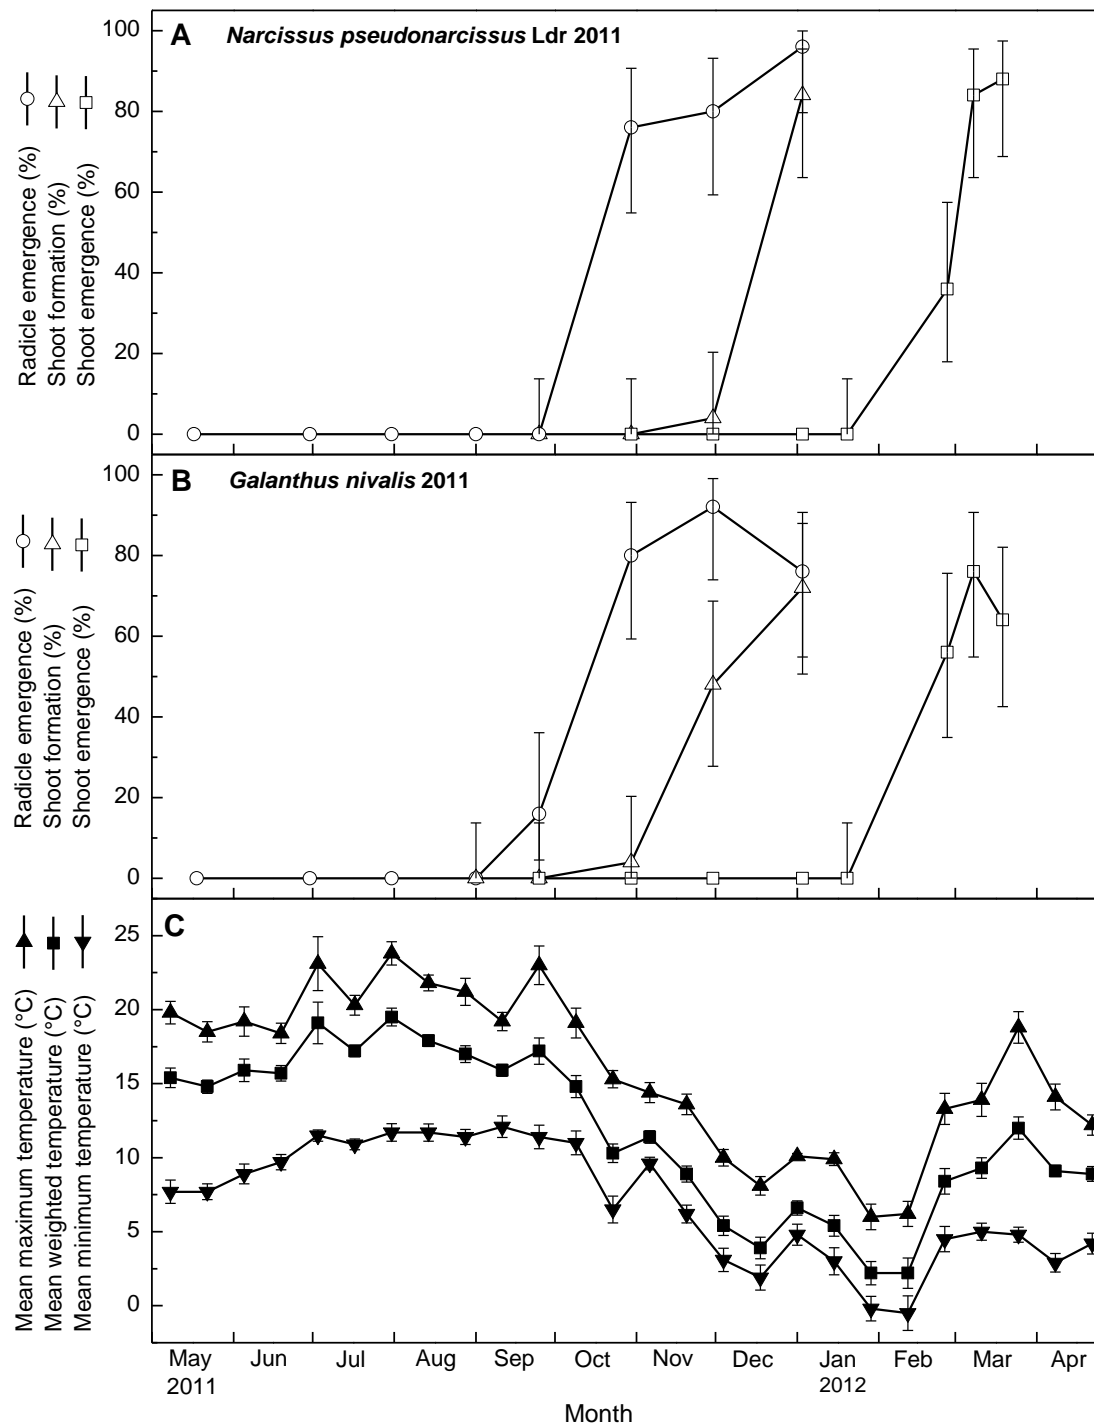 A Narcissus pseudonarcissus Ldr 2011
100
80
60
40
20
0
Radicle emergence (%)
Shoot formation (%)
Shoot emergence (%)
B Galanthus nivalis 2011
100
80
60
40
20
0
Radicle emergence (%)
Shoot formation (%)
Shoot emergence (%)
C
25
20
15
10
5
0
Mean maximum temperature (°C)
Mean weighted temperature (°C)
Mean minimum temperature (°C)
May Jun Jul Aug Sep Oct Nov Dec Jan Feb Mar Apr
2011 2012
Month